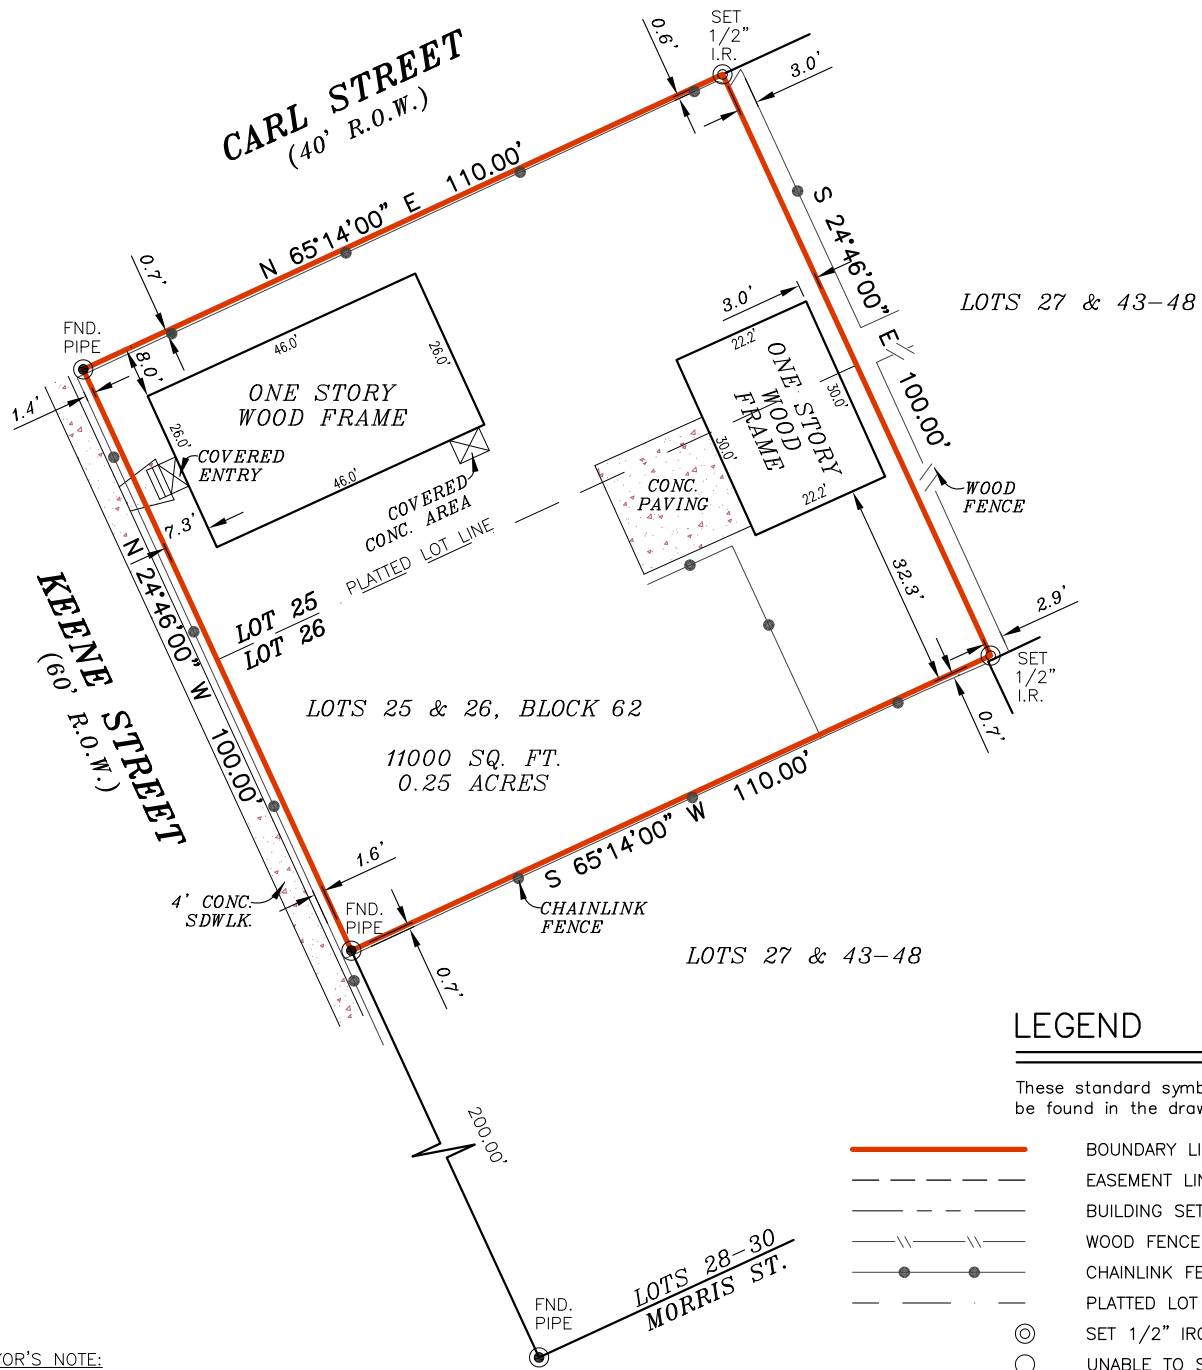 SET
1/2"
I.R.
0.6'
3.0'
CARL STREET
(40' R.O.W.)
N 65°14'00" E 110.00'
0.7'
S 24°46'00" E 100.00'
LOTS 27 & 43-48
FND.
PIPE
8.0'
1.4'
46.0'
26.0'
ONE STORY
WOOD FRAME
26.0'
46.0'
COVERED
ENTRY
COVERED
CONC. AREA
7.3'
3.0'
22.2'
ONE STORY
WOOD
FRAME
30.0'
30.0'
22.2'
CONC.
PAVING
WOOD
FENCE
PLATTED LOT LINE
N 24°46'00" W 100.00'
KEENE STREET
(60' R.O.W.)
LOT 25
LOT 26
32.3'
2.9'
SET
1/2"
I.R.
0.7'
LOTS 25 & 26, BLOCK 62
11000 SQ. FT.
0.25 ACRES
S 65°14'00" W 110.00'
1.6'
4' CONC.
SDWLK.
FND.
PIPE
CHAINLINK
FENCE
0.7'
LOTS 27 & 43-48
200.00'
LOTS 28-30
MORRIS ST.
FND.
PIPE
LEGEND
These standard symb
be found in the draw
BOUNDARY LI
EASEMENT LIN
BUILDING SET
WOOD FENCE
CHAINLINK FE
PLATTED LOT
SET 1/2" IRO
UNABLE TO S
YOR'S NOTE: